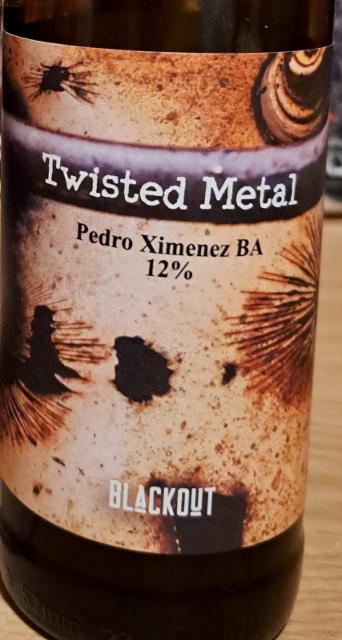 Twisted Metal
Pedro Ximenez BA
12%
BLACKOUT